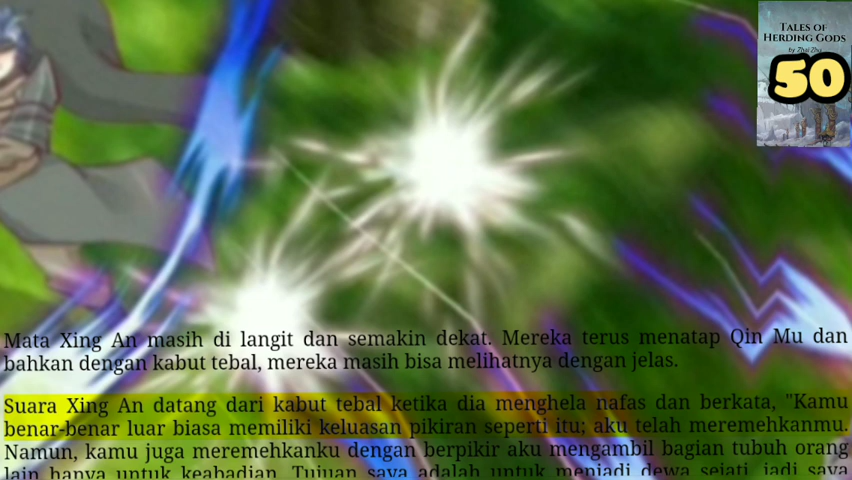 TALES OF
HERDING GODS
by Zhai Zhu
50
Mata Xing An masih di langit dan semakin dekat. Mereka terus menatap Qin Mu dan
bahkan dengan kabut tebal, mereka masih bisa melihatnya dengan jelas.
Suara Xing An datang dari kabut tebal ketika dia menghela nafas dan berkata, "Kamu
benar-benar luar biasa memiliki keluasan pikiran seperti itu; aku telah meremehkanmu.
Namun, kamu juga meremehkanku dengan berpikir aku mengambil bagian tubuh orang
lain hanya untuk keabadian. Tujuan saya adalah untuk menjadi dewa sejati, jadi saya